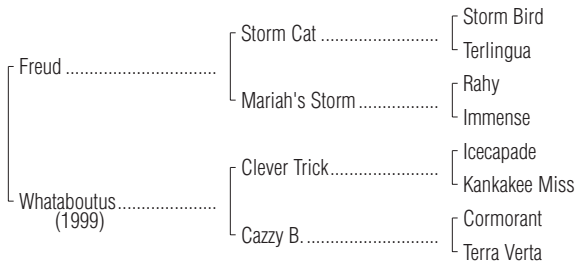 Storm Bird
Storm Cat ..............................
Terlingua
Freud ......................................
Rahy
Mariah's Storm ....................
Immense
Icecapade
Clever Trick...........................
Kankakee Miss
Whataboutus.........................
(1999)
Cormorant
Cazzy B. .................................
Terra Verta